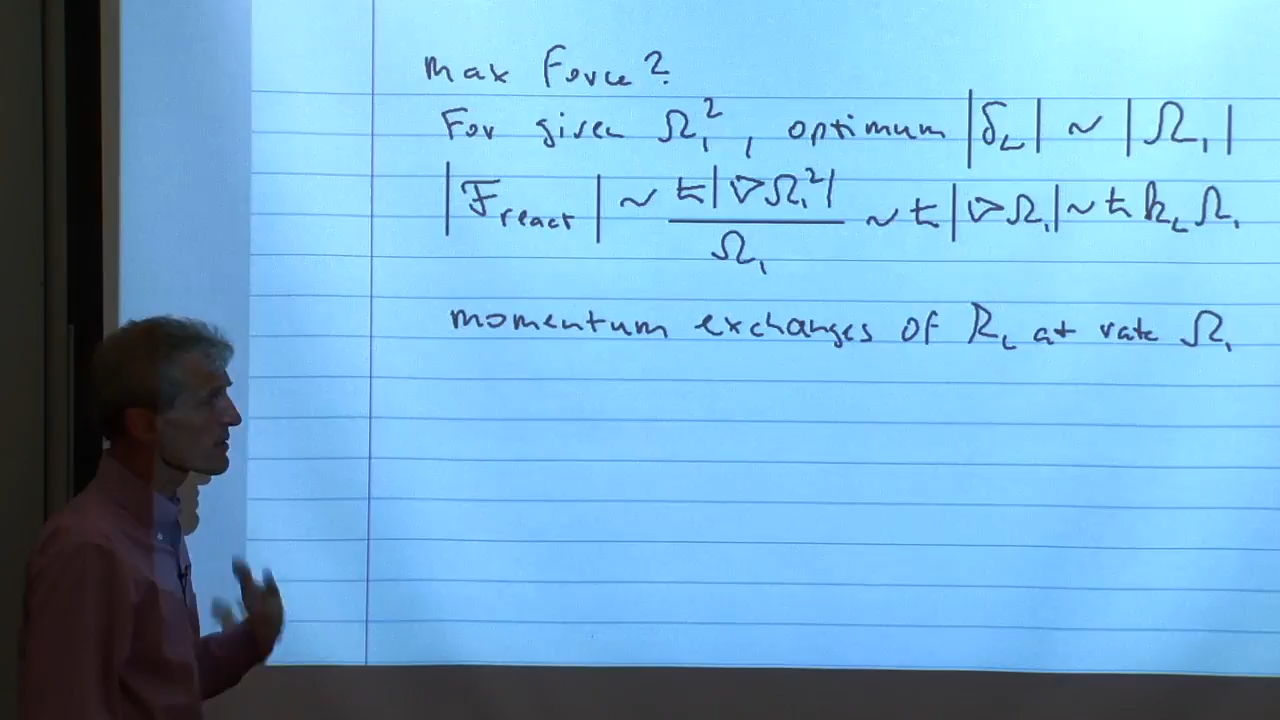 max Force?
For given Ω₁², optimum |δ_L| ~ |Ω₁|
|F_react| ~ ħ|∇Ω₁²| / Ω₁ ~ ħ|∇Ω₁| ~ ħ k_L Ω₁
momentum exchanges of k_L at rate Ω₁